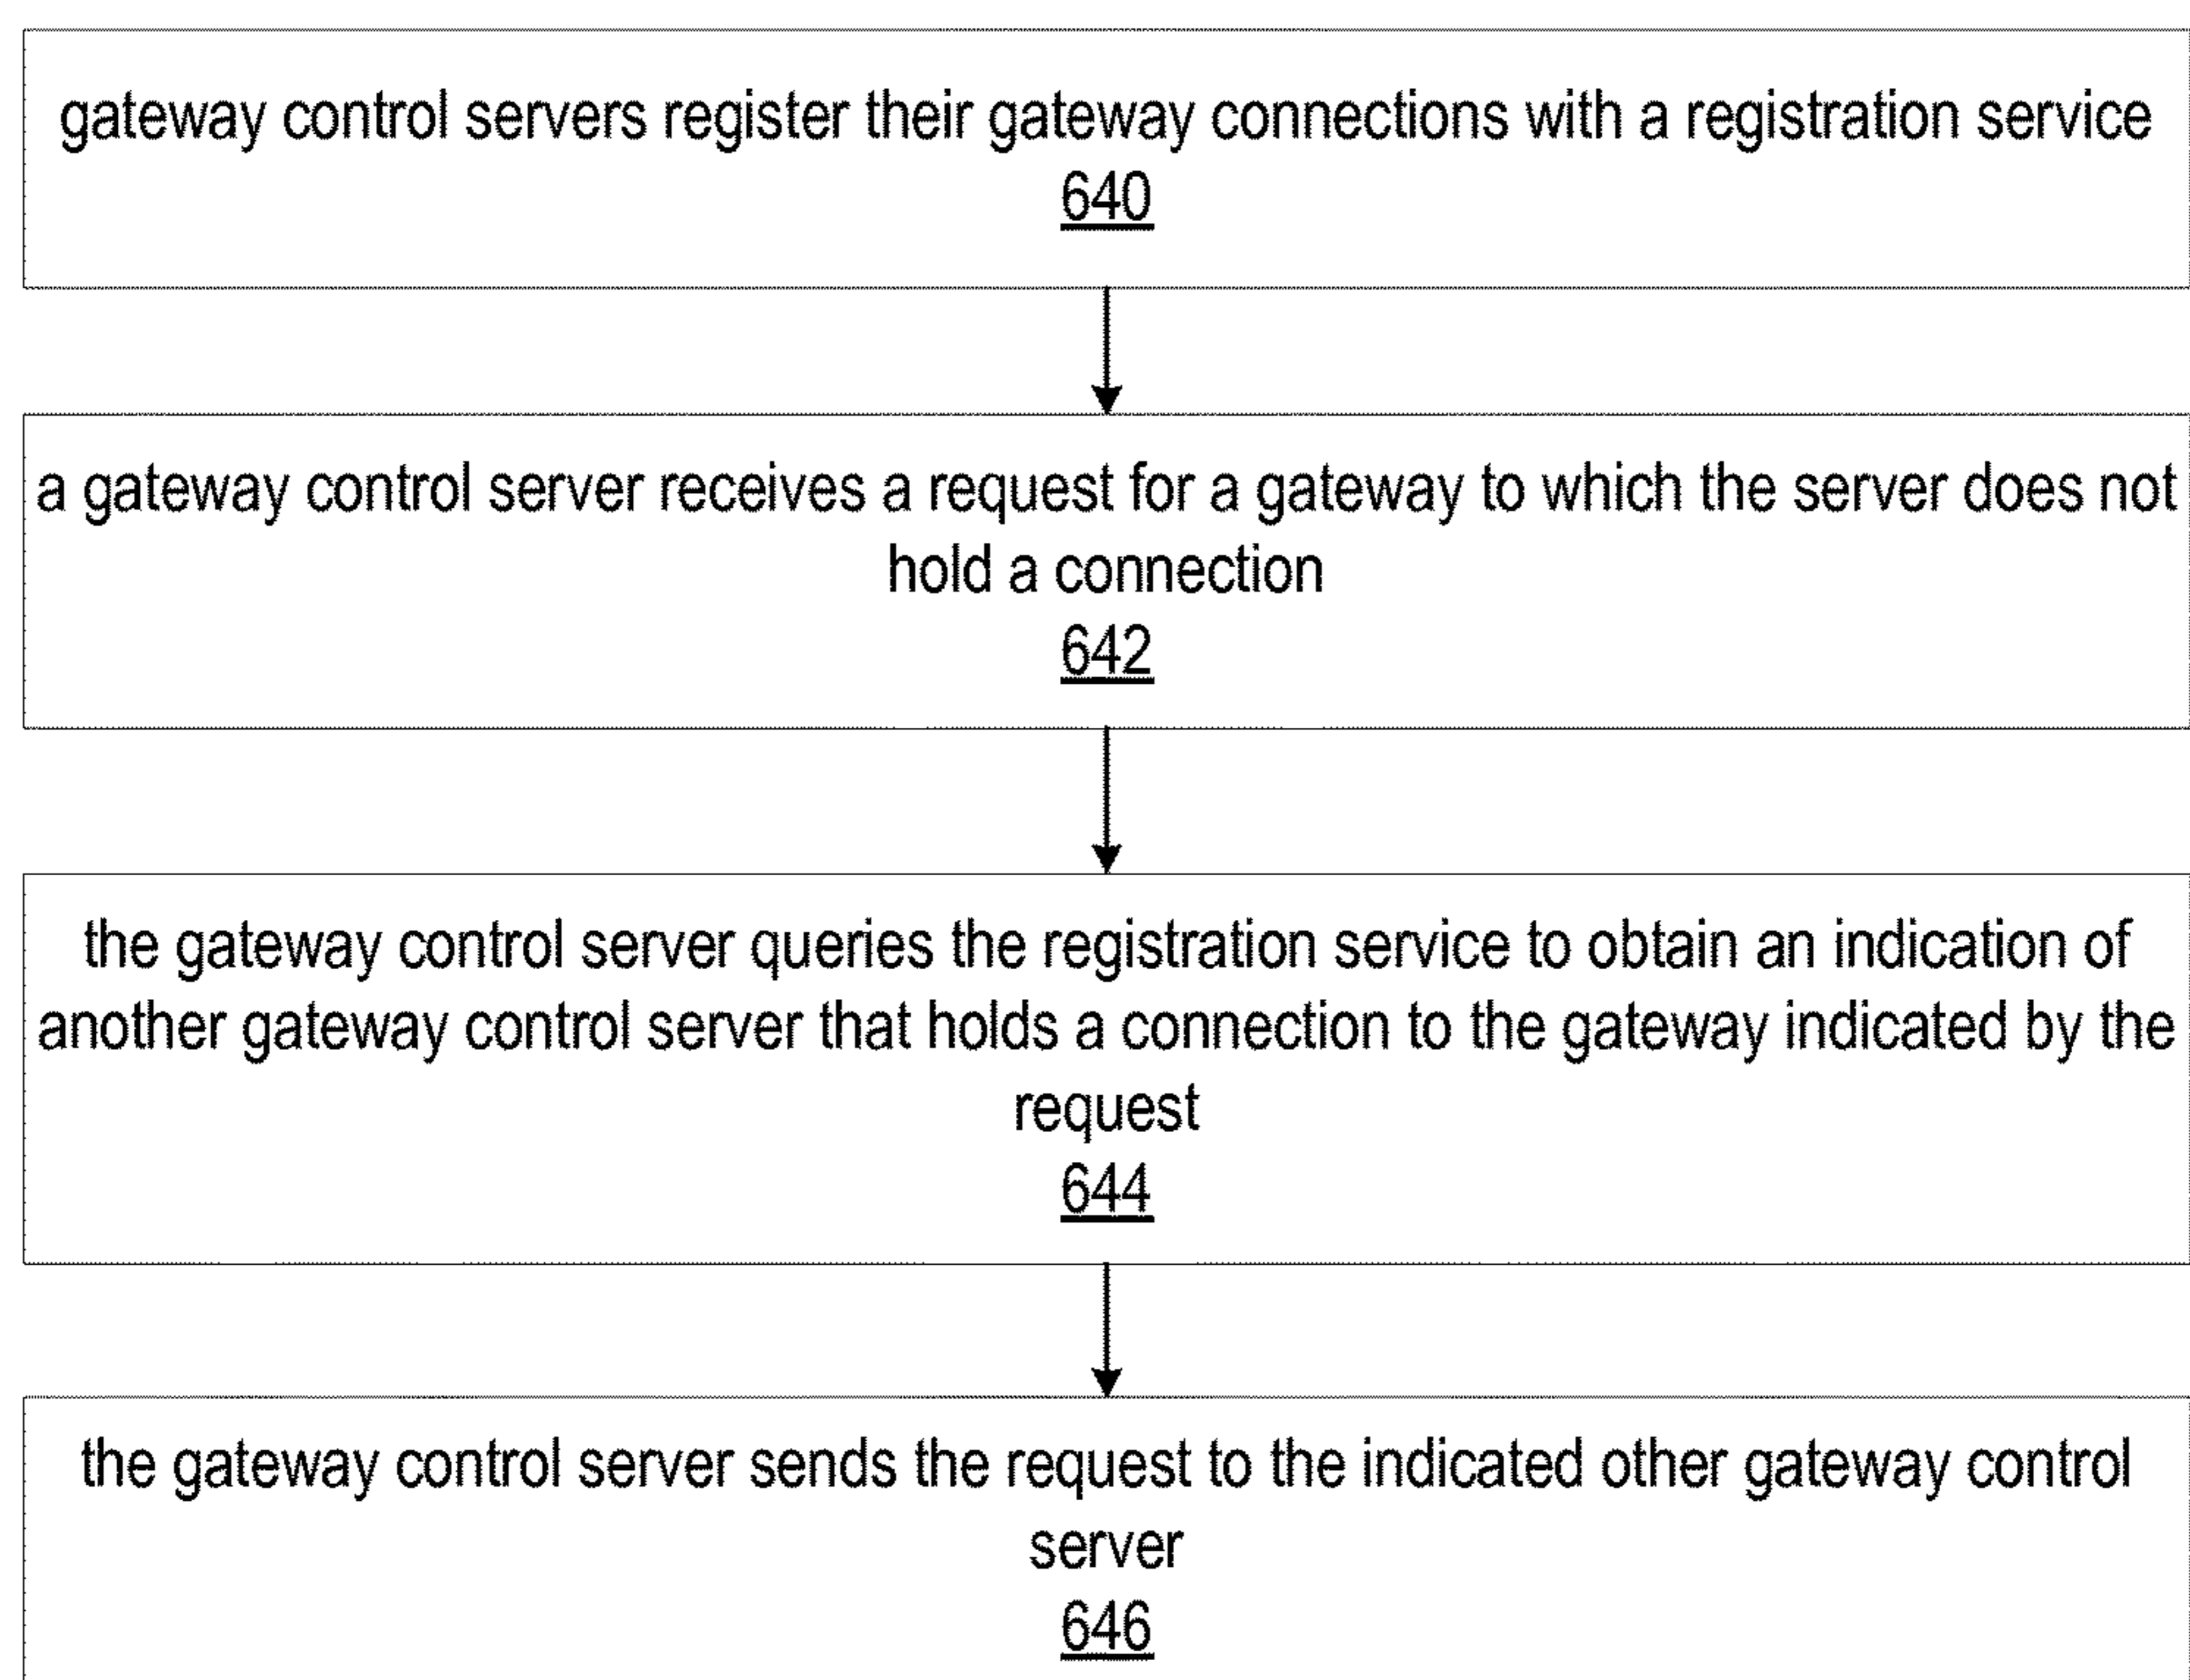 gateway control servers register their gateway connections with a registration service
640
a gateway control server receives a request for a gateway to which the server does not
hold a connection
642
the gateway control server queries the registration service to obtain an indication of
another gateway control server that holds a connection to the gateway indicated by the
request
644
the gateway control server sends the request to the indicated other gateway control
server
646